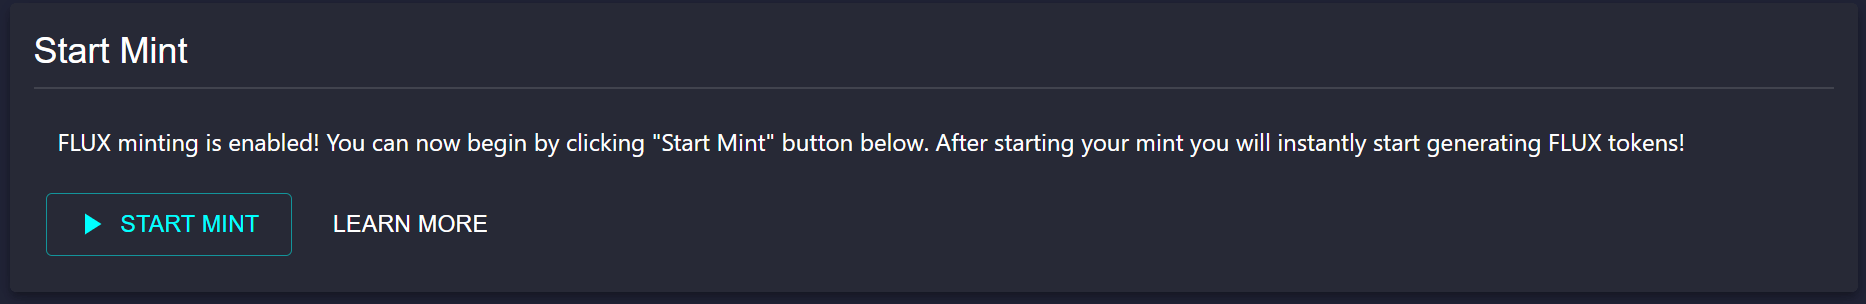 Start Mint
FLUX minting is enabled! You can now begin by clicking "Start Mint" button below. After starting your mint you will instantly start generating FLUX tokens!
START MINT
LEARN MORE